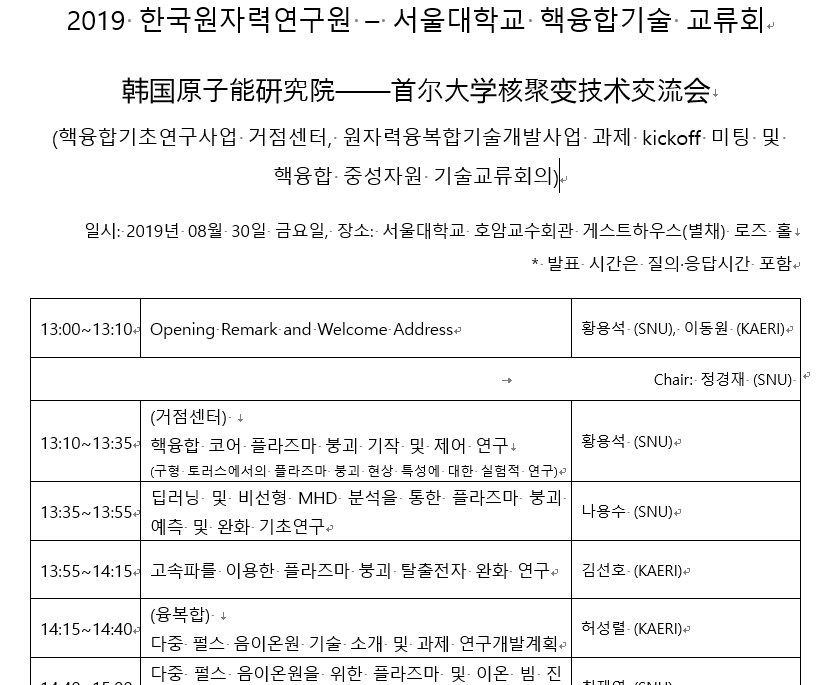 2019 한국원자력연구원 – 서울대학교 핵융합기술 교류회
韩国原子能研究院——首尔大学核聚变技术交流会
(핵융합기초연구사업 거점센터, 원자력융복합기술개발사업 과제 kickoff 미팅 및
핵융합 중성자원 기술교류회의)
일시: 2019년 08월 30일 금요일, 장소: 서울대학교 호암교수회관 게스트하우스(별채) 로즈 홀
* 발표 시간은 질의·응답시간 포함
13:00~13:10 Opening Remark and Welcome Address 황용석 (SNU), 이동원 (KAERI)
Chair: 정경재 (SNU)
(거점센터)
13:10~13:35 핵융합 코어 플라즈마 붕괴 기작 및 제어 연구 황용석 (SNU)
(구형 토러스에서의 플라즈마 붕괴 현상 특성에 대한 실험적 연구)
13:35~13:55 딥러닝 및 비선형 MHD 분석을 통한 플라즈마 붕괴 나용수 (SNU)
예측 및 완화 기초연구
13:55~14:15 고속파를 이용한 플라즈마 붕괴 탈출전자 완화 연구 김선호 (KAERI)
(융복합)
14:15~14:40 다중 펄스 음이온원 기술 소개 및 과제 연구개발계획 허성렬 (KAERI)
다중 펄스 음이온원을 위한 플라즈마 및 이온 빔 진